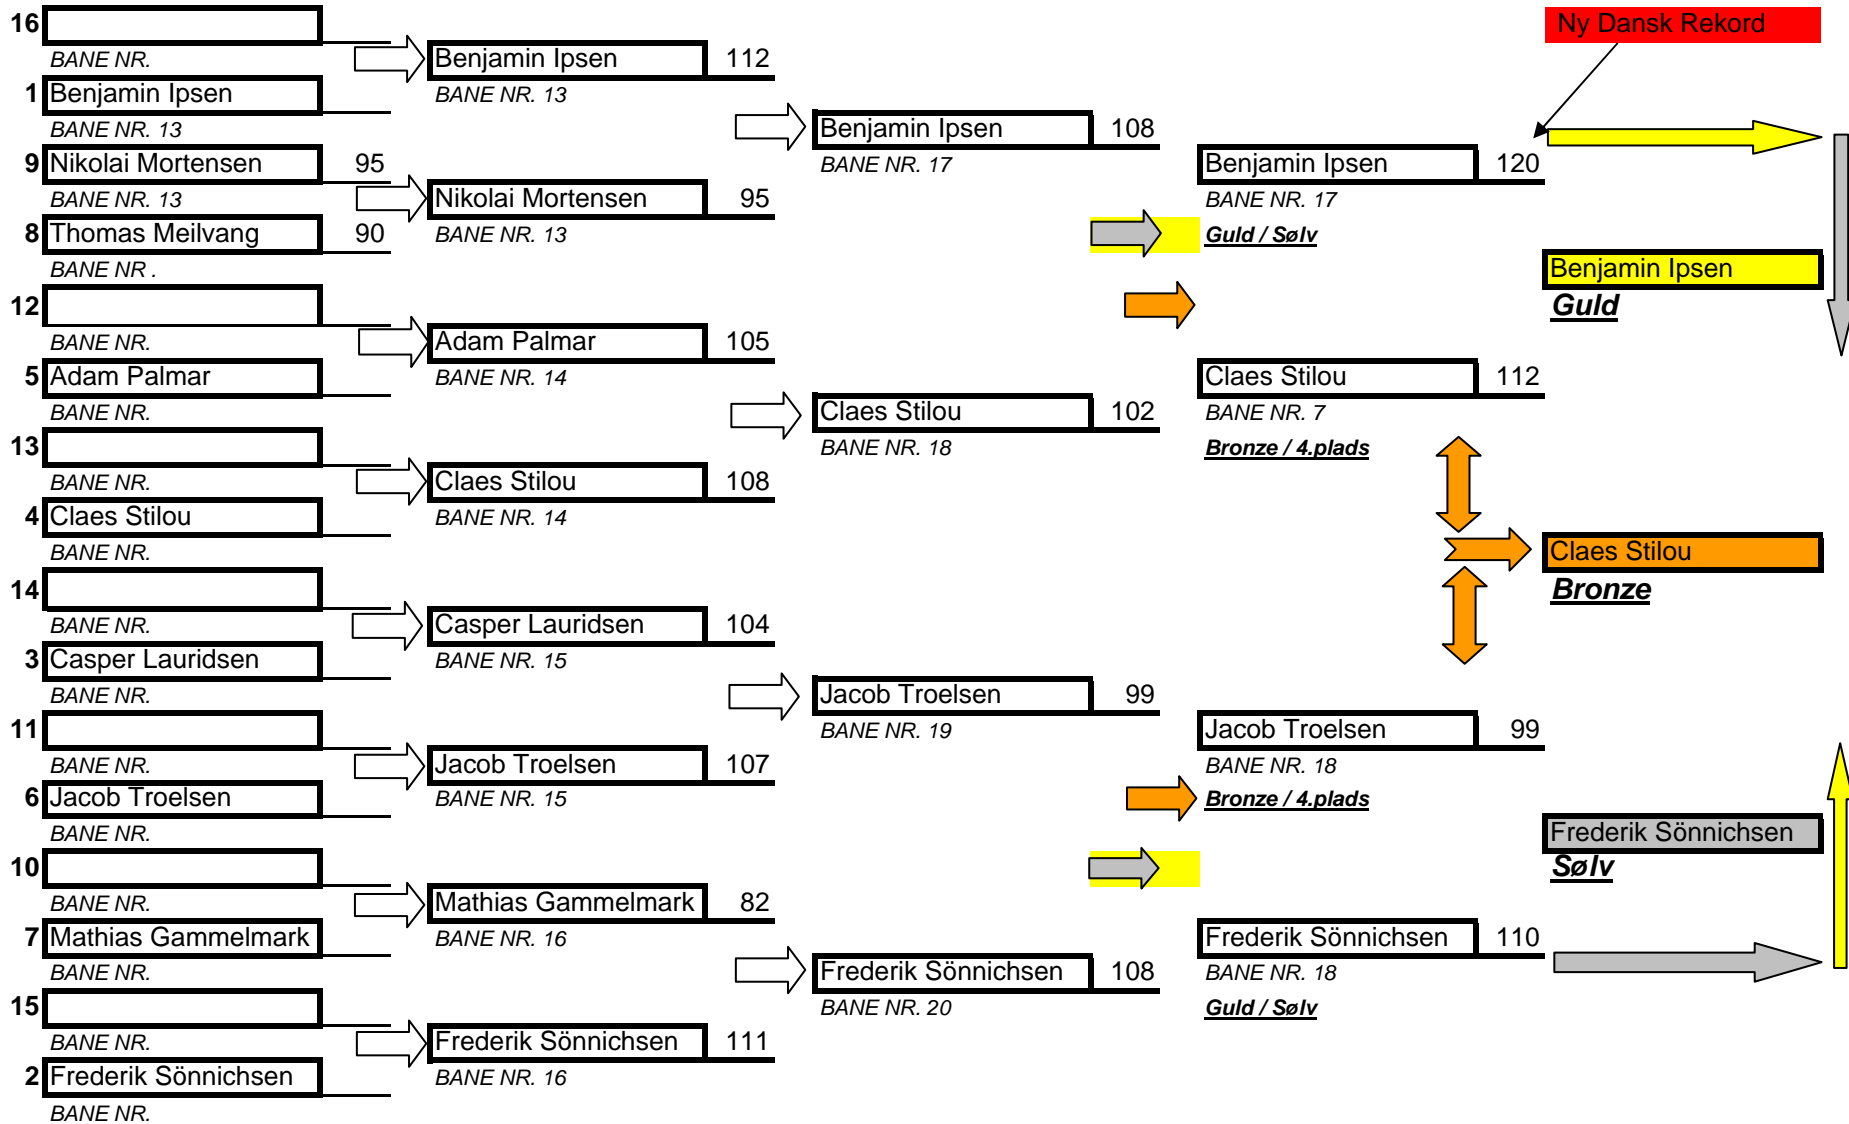 16
BANE NR.
1 Benjamin Ipsen
BANE NR. 13
9 Nikolai Mortensen 95
BANE NR. 13
8 Thomas Meilvang 90
BANE NR .
12
BANE NR.
5 Adam Palmar
BANE NR.
13
BANE NR.
4 Claes Stilou
BANE NR.
14
BANE NR.
3 Casper Lauridsen
BANE NR.
11
BANE NR.
6 Jacob Troelsen
BANE NR.
10
BANE NR.
7 Mathias Gammelmark
BANE NR.
15
BANE NR.
2 Frederik Sönnichsen
BANE NR.
Benjamin Ipsen 112
BANE NR. 13
Nikolai Mortensen 95
BANE NR. 13
Adam Palmar 105
BANE NR. 14
Claes Stilou 108
BANE NR. 14
Casper Lauridsen 104
BANE NR. 15
Jacob Troelsen 107
BANE NR. 15
Mathias Gammelmark 82
BANE NR. 16
Frederik Sönnichsen 111
BANE NR. 16
Benjamin Ipsen 108
BANE NR. 17
Claes Stilou 102
BANE NR. 18
Jacob Troelsen 99
BANE NR. 19
Frederik Sönnichsen 108
BANE NR. 20
Benjamin Ipsen 120
BANE NR. 17
Guld / Sølv
Claes Stilou 112
BANE NR. 7
Bronze / 4.plads
Jacob Troelsen 99
BANE NR. 18
Bronze / 4.plads
Frederik Sönnichsen 110
BANE NR. 18
Guld / Sølv
Ny Dansk Rekord
Benjamin Ipsen
Guld
Claes Stilou
Bronze
Frederik Sönnichsen
Sølv